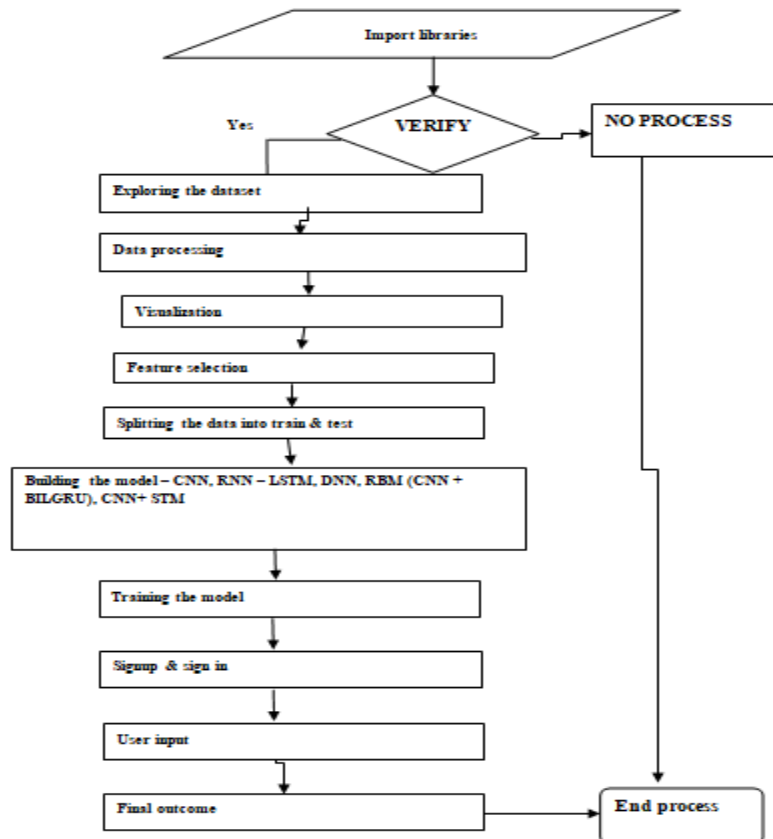 Import libraries
VERIFY
Yes
NO PROCESS
Exploring the dataset
Data processing
Visualization
Feature selection
Splitting the data into train & test
Building the model – CNN, RNN – LSTM, DNN, RBM (CNN +
BILGRU), CNN+ STM
Training the model
Signup & sign in
User input
Final outcome
End process